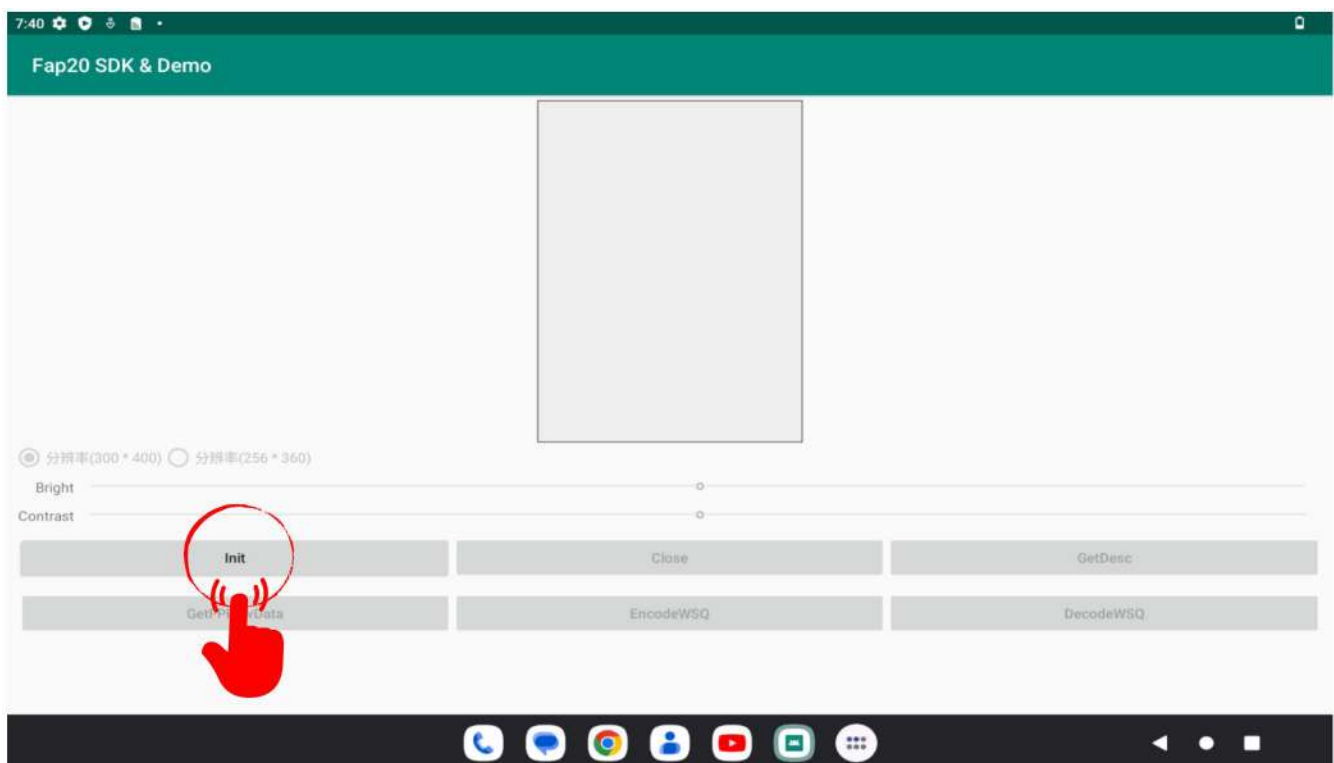 7:40
Fap20 SDK & Demo
分辨率(300 * 400) 分辨率(256 * 360)
Bright
Contrast
Init Close GetDesc
EncodeWSQ DecodeWSQ